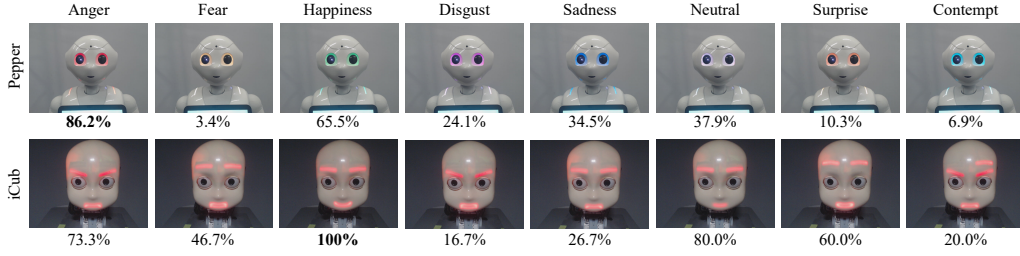 Anger Fear Happiness Disgust Sadness Neutral Surprise Contempt
Pepper
86.2% 3.4% 65.5% 24.1% 34.5% 37.9% 10.3% 6.9%
iCub
73.3% 46.7% 100% 16.7% 26.7% 80.0% 60.0% 20.0%